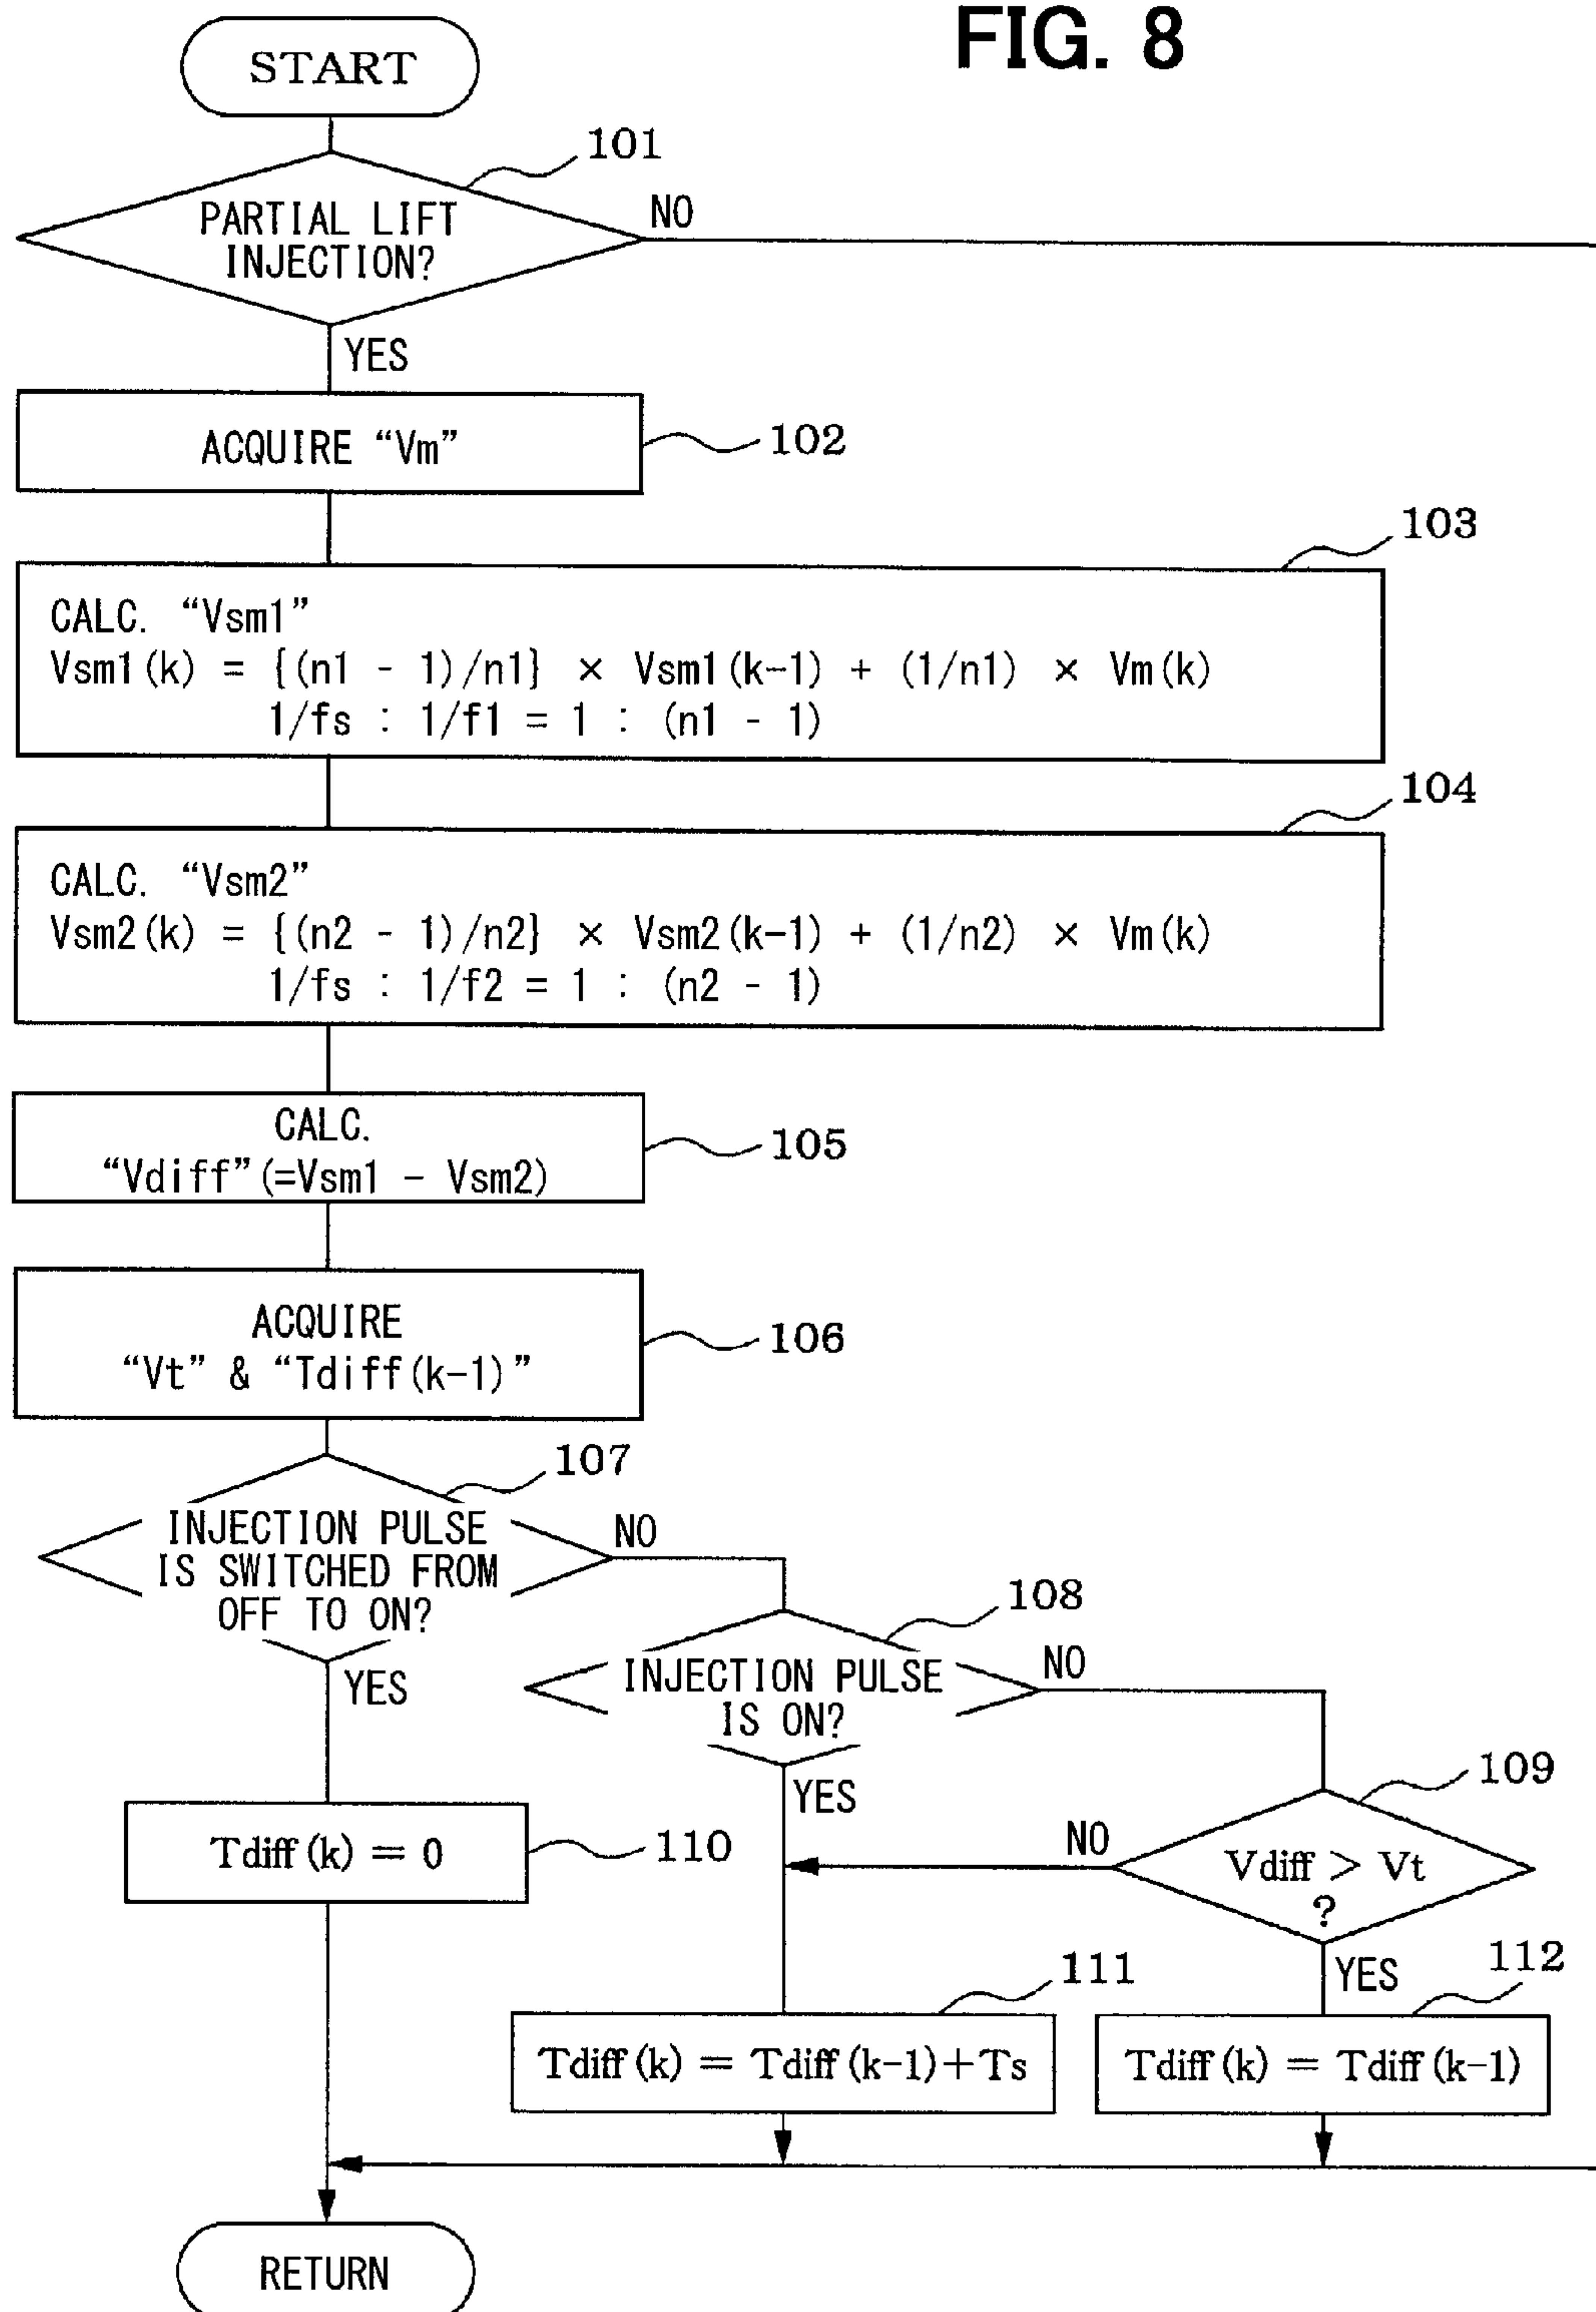 FIG. 8
START
101
PARTIAL LIFT
INJECTION?
NO
YES
ACQUIRE “Vm”
102
103
CALC. “Vsm1”
Vsm1(k) = {(n1 - 1)/n1} × Vsm1(k-1) + (1/n1) × Vm(k)
1/fs : 1/f1 = 1 : (n1 - 1)
104
CALC. “Vsm2”
Vsm2(k) = {(n2 - 1)/n2} × Vsm2(k-1) + (1/n2) × Vm(k)
1/fs : 1/f2 = 1 : (n2 - 1)
CALC.
“Vdiff”(=Vsm1 - Vsm2)
105
ACQUIRE
“Vt” & “Tdiff(k-1)”
106
107
INJECTION PULSE
IS SWITCHED FROM
OFF TO ON?
NO
YES
108
INJECTION PULSE
IS ON?
NO
YES
109
Vdiff > Vt
?
NO
YES
Tdiff(k) = 0
110
111
Tdiff(k) = Tdiff(k-1)+Ts
112
Tdiff(k) = Tdiff(k-1)
RETURN